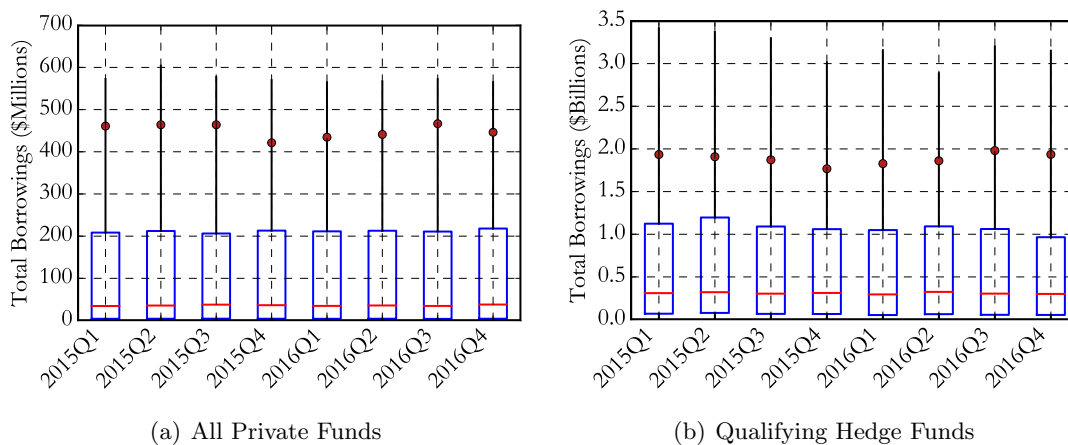 700
600
500
400
300
200
100
0
Total Borrowings ($Millions)
2015Q1
2015Q2
2015Q3
2015Q4
2016Q1
2016Q2
2016Q3
2016Q4
(a) All Private Funds
3.5
3.0
2.5
2.0
1.5
1.0
0.5
0.0
Total Borrowings ($Billions)
2015Q1
2015Q2
2015Q3
2015Q4
2016Q1
2016Q2
2016Q3
2016Q4
(b) Qualifying Hedge Funds